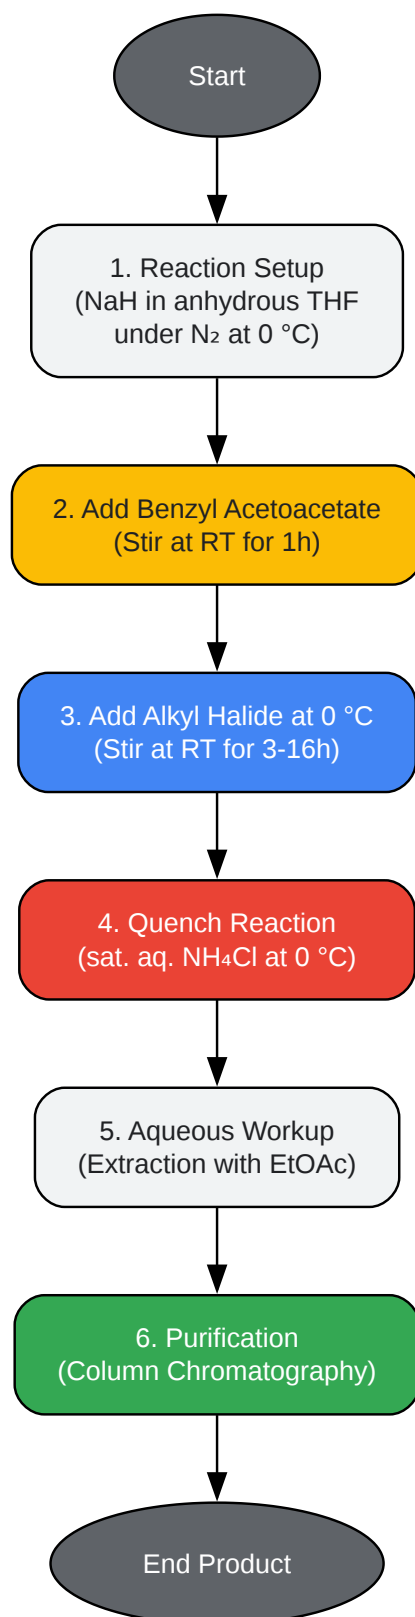 Start
1. Reaction Setup
(NaH in anhydrous THF
under N₂ at 0 °C)
2. Add Benzyl Acetoacetate
(Stir at RT for 1h)
3. Add Alkyl Halide at 0 °C
(Stir at RT for 3-16h)
4. Quench Reaction
(sat. aq. NH₄Cl at 0 °C)
5. Aqueous Workup
(Extraction with EtOAc)
6. Purification
(Column Chromatography)
End Product